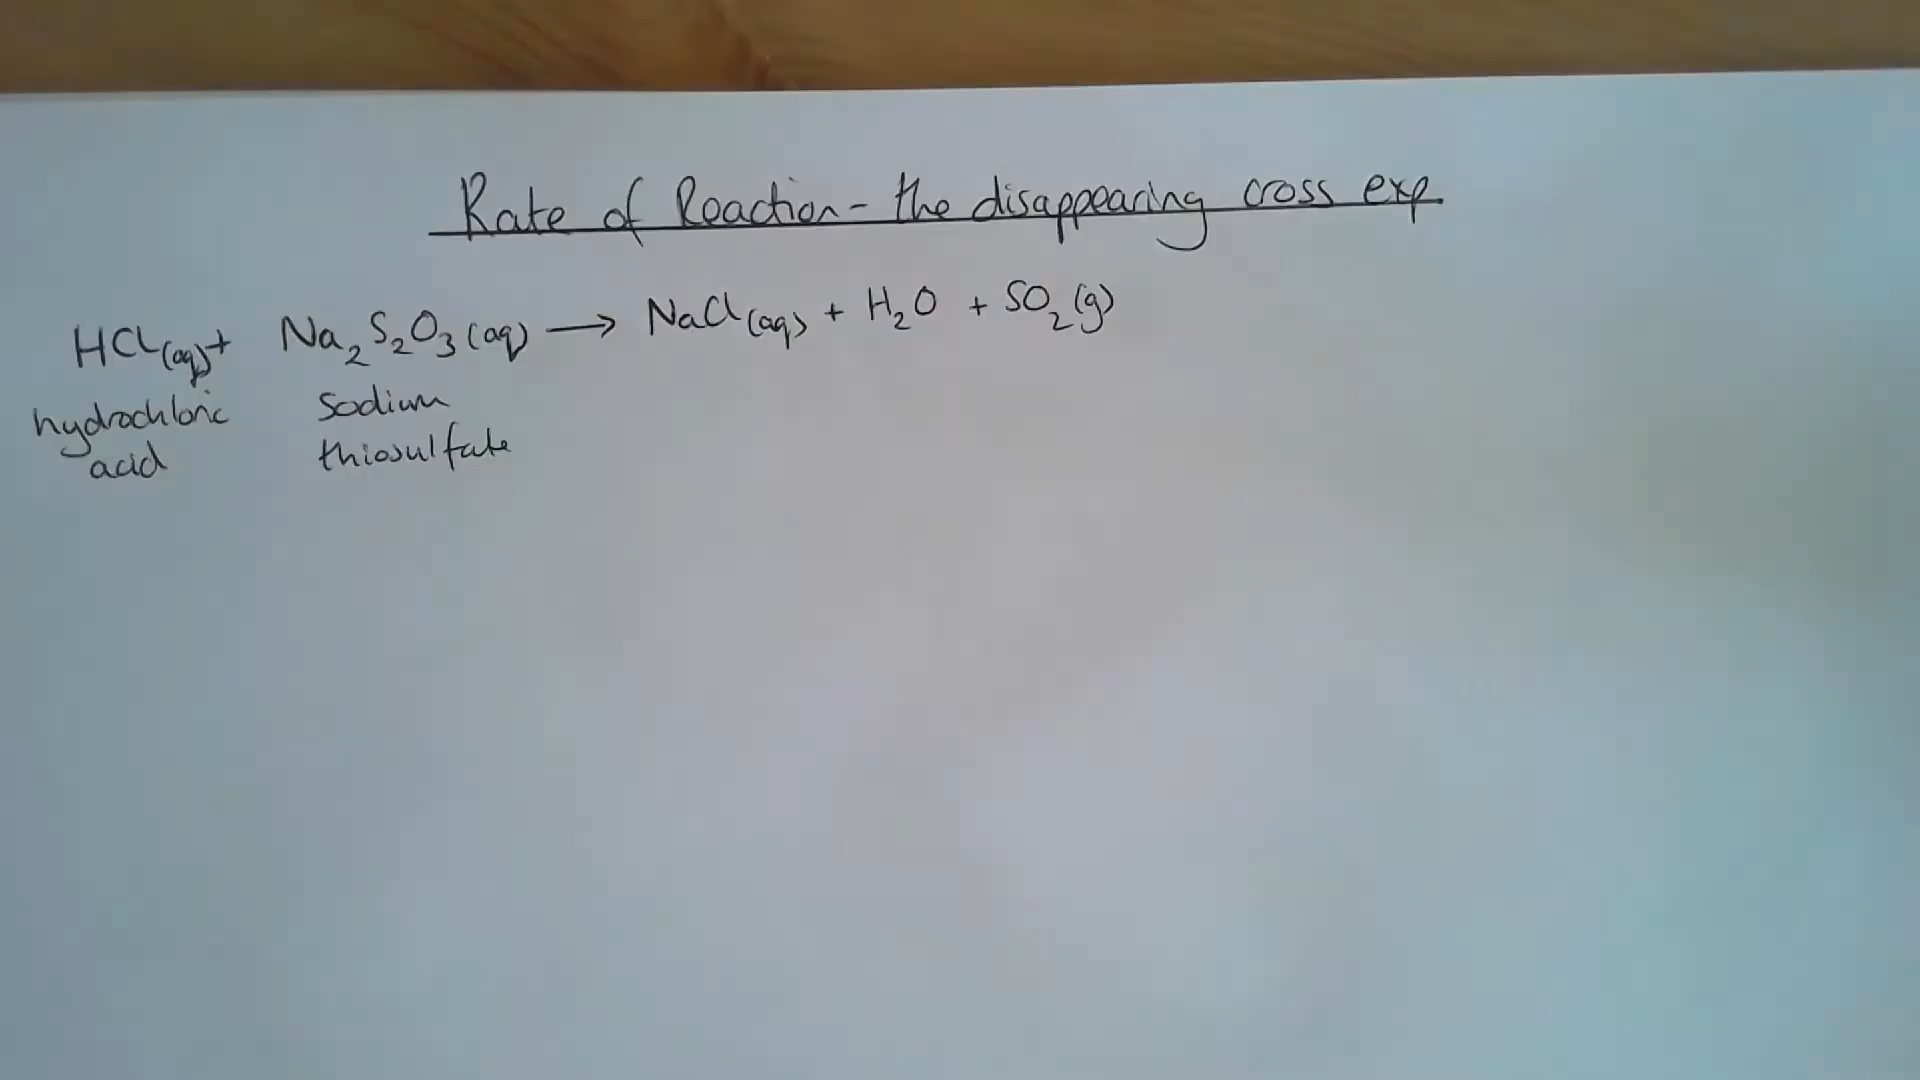 Rate of Reaction - the disappearing cross exp.
HCl(aq) + Na₂S₂O₃(aq) → NaCl(aq) + H₂O + SO₂(g)
hydrochloric acid
sodium thiosulfate